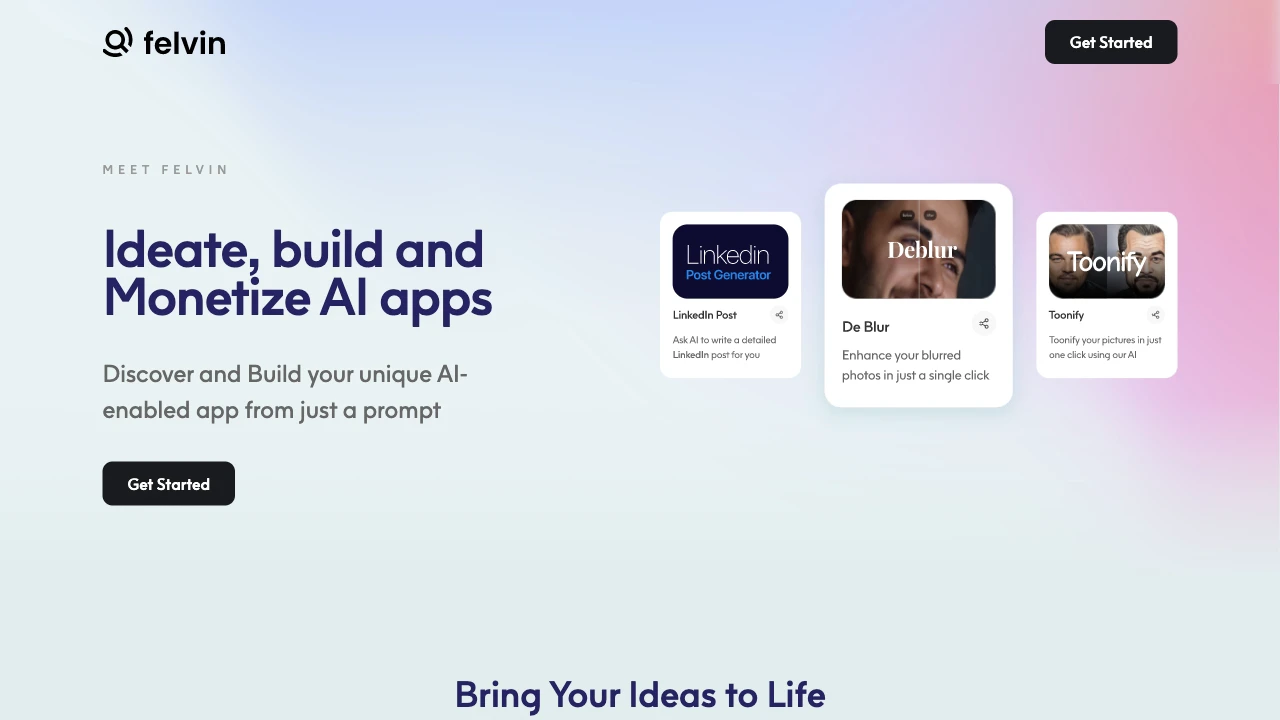 felvin
Get Started
MEET FELVIN
Ideate, build and
Monetize AI apps
Discover and Build your unique AI-
enabled app from just a prompt
Get Started
Linkedin
Post Generator
LinkedIn Post
Ask AI to write a detailed
LinkedIn post for you
Deblur
De Blur
Enhance your blurred
photos in just a single click
Toonify
Toonify
Toonify your pictures in just
one click using our AI
Bring Your Ideas to Life